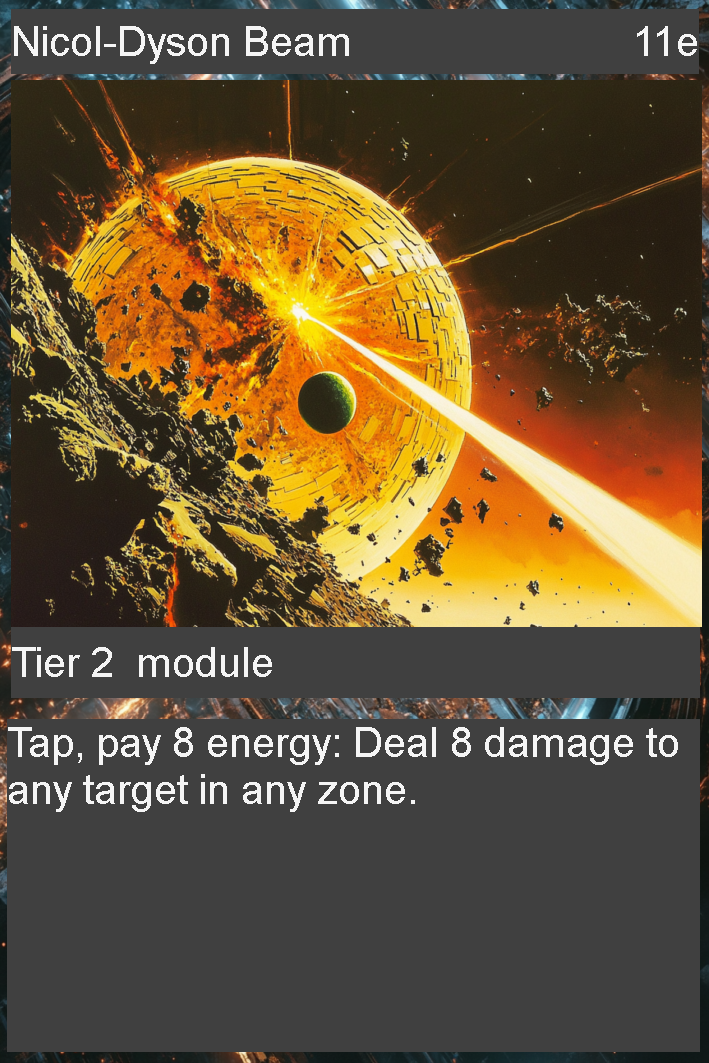 Nicol-Dyson Beam 11e
Tier 2  module
Tap, pay 8 energy: Deal 8 damage to
any target in any zone.